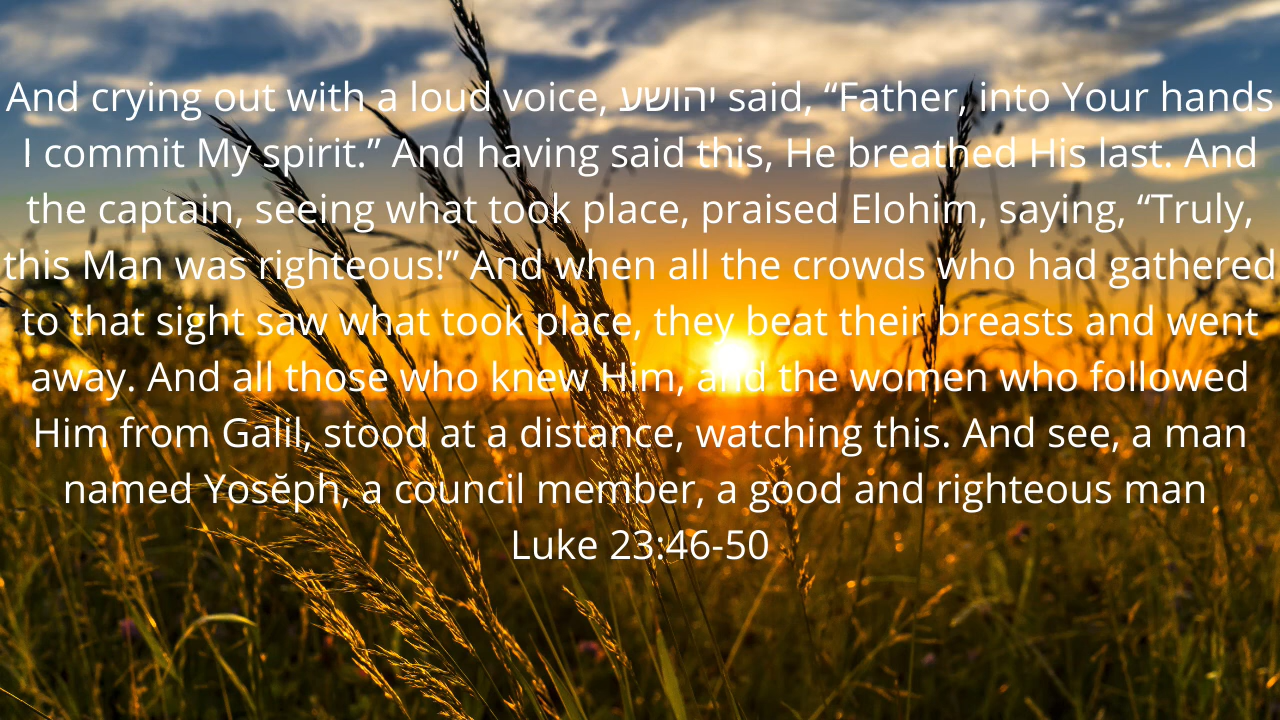 And crying out with a loud voice, יהושע said, “Father, into Your hands
I commit My spirit.” And having said this, He breathed His last. And
the captain, seeing what took place, praised Elohim, saying, “Truly,
this Man was righteous!” And when all the crowds who had gathered
to that sight saw what took place, they beat their breasts and went
away. And all those who knew Him, and the women who followed
Him from Galil, stood at a distance, watching this. And see, a man
named Yosĕph, a council member, a good and righteous man
Luke 23:46-50